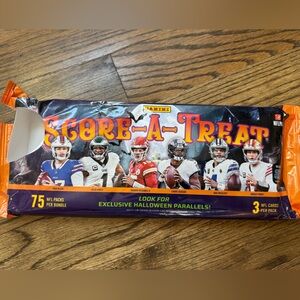 PANINI
SCORE-A-TREAT
75 NFL PACKS
PER BUNDLE
LOOK FOR
EXCLUSIVE HALLOWEEN PARALLELS!
3 NFL CARDS
PER PACK